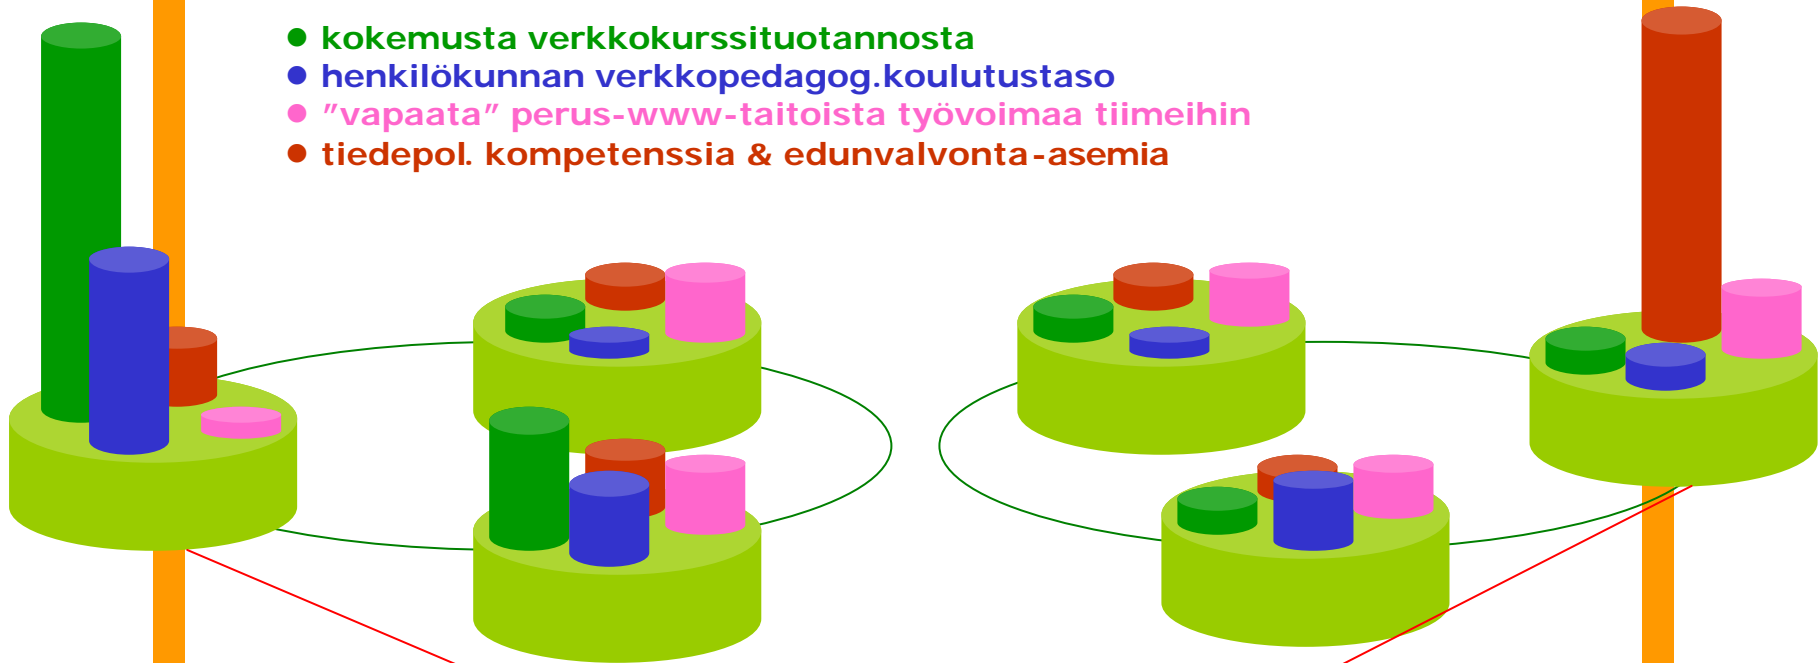 ● kokemusta verkkokurssituotannosta
● henkilökunnan verkkopedagog.koulutustaso
● ”vapaata” perus-www-taitoista työvoimaa tiimeihin
● tiedepol. kompetenssia & edunvalvonta-asemia